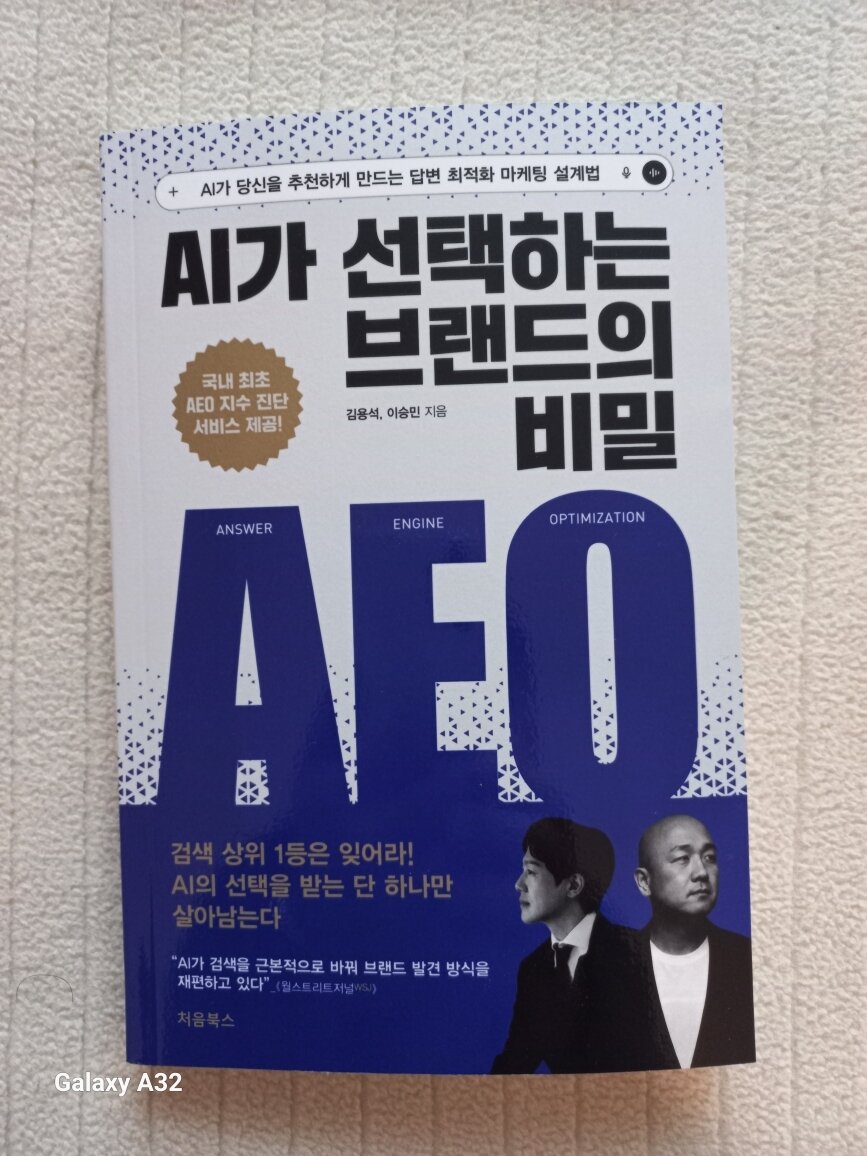 + AI가 당신을 추천하게 만드는 답변 최적화 마케팅 설계법
AI가 선택하는
브랜드의
비밀
국내 최초
AEO 지수 진단
서비스 제공!
김용석, 이승민 지음
AEO
ANSWER ENGINE OPTIMIZATION
검색 상위 1등은 잊어라!
AI의 선택을 받는 단 하나만
살아남는다
“AI가 검색을 근본적으로 바꿔 브랜드 발견 방식을
재편하고 있다”_《월스트리트저널WSJ》
처음북스
Galaxy A32